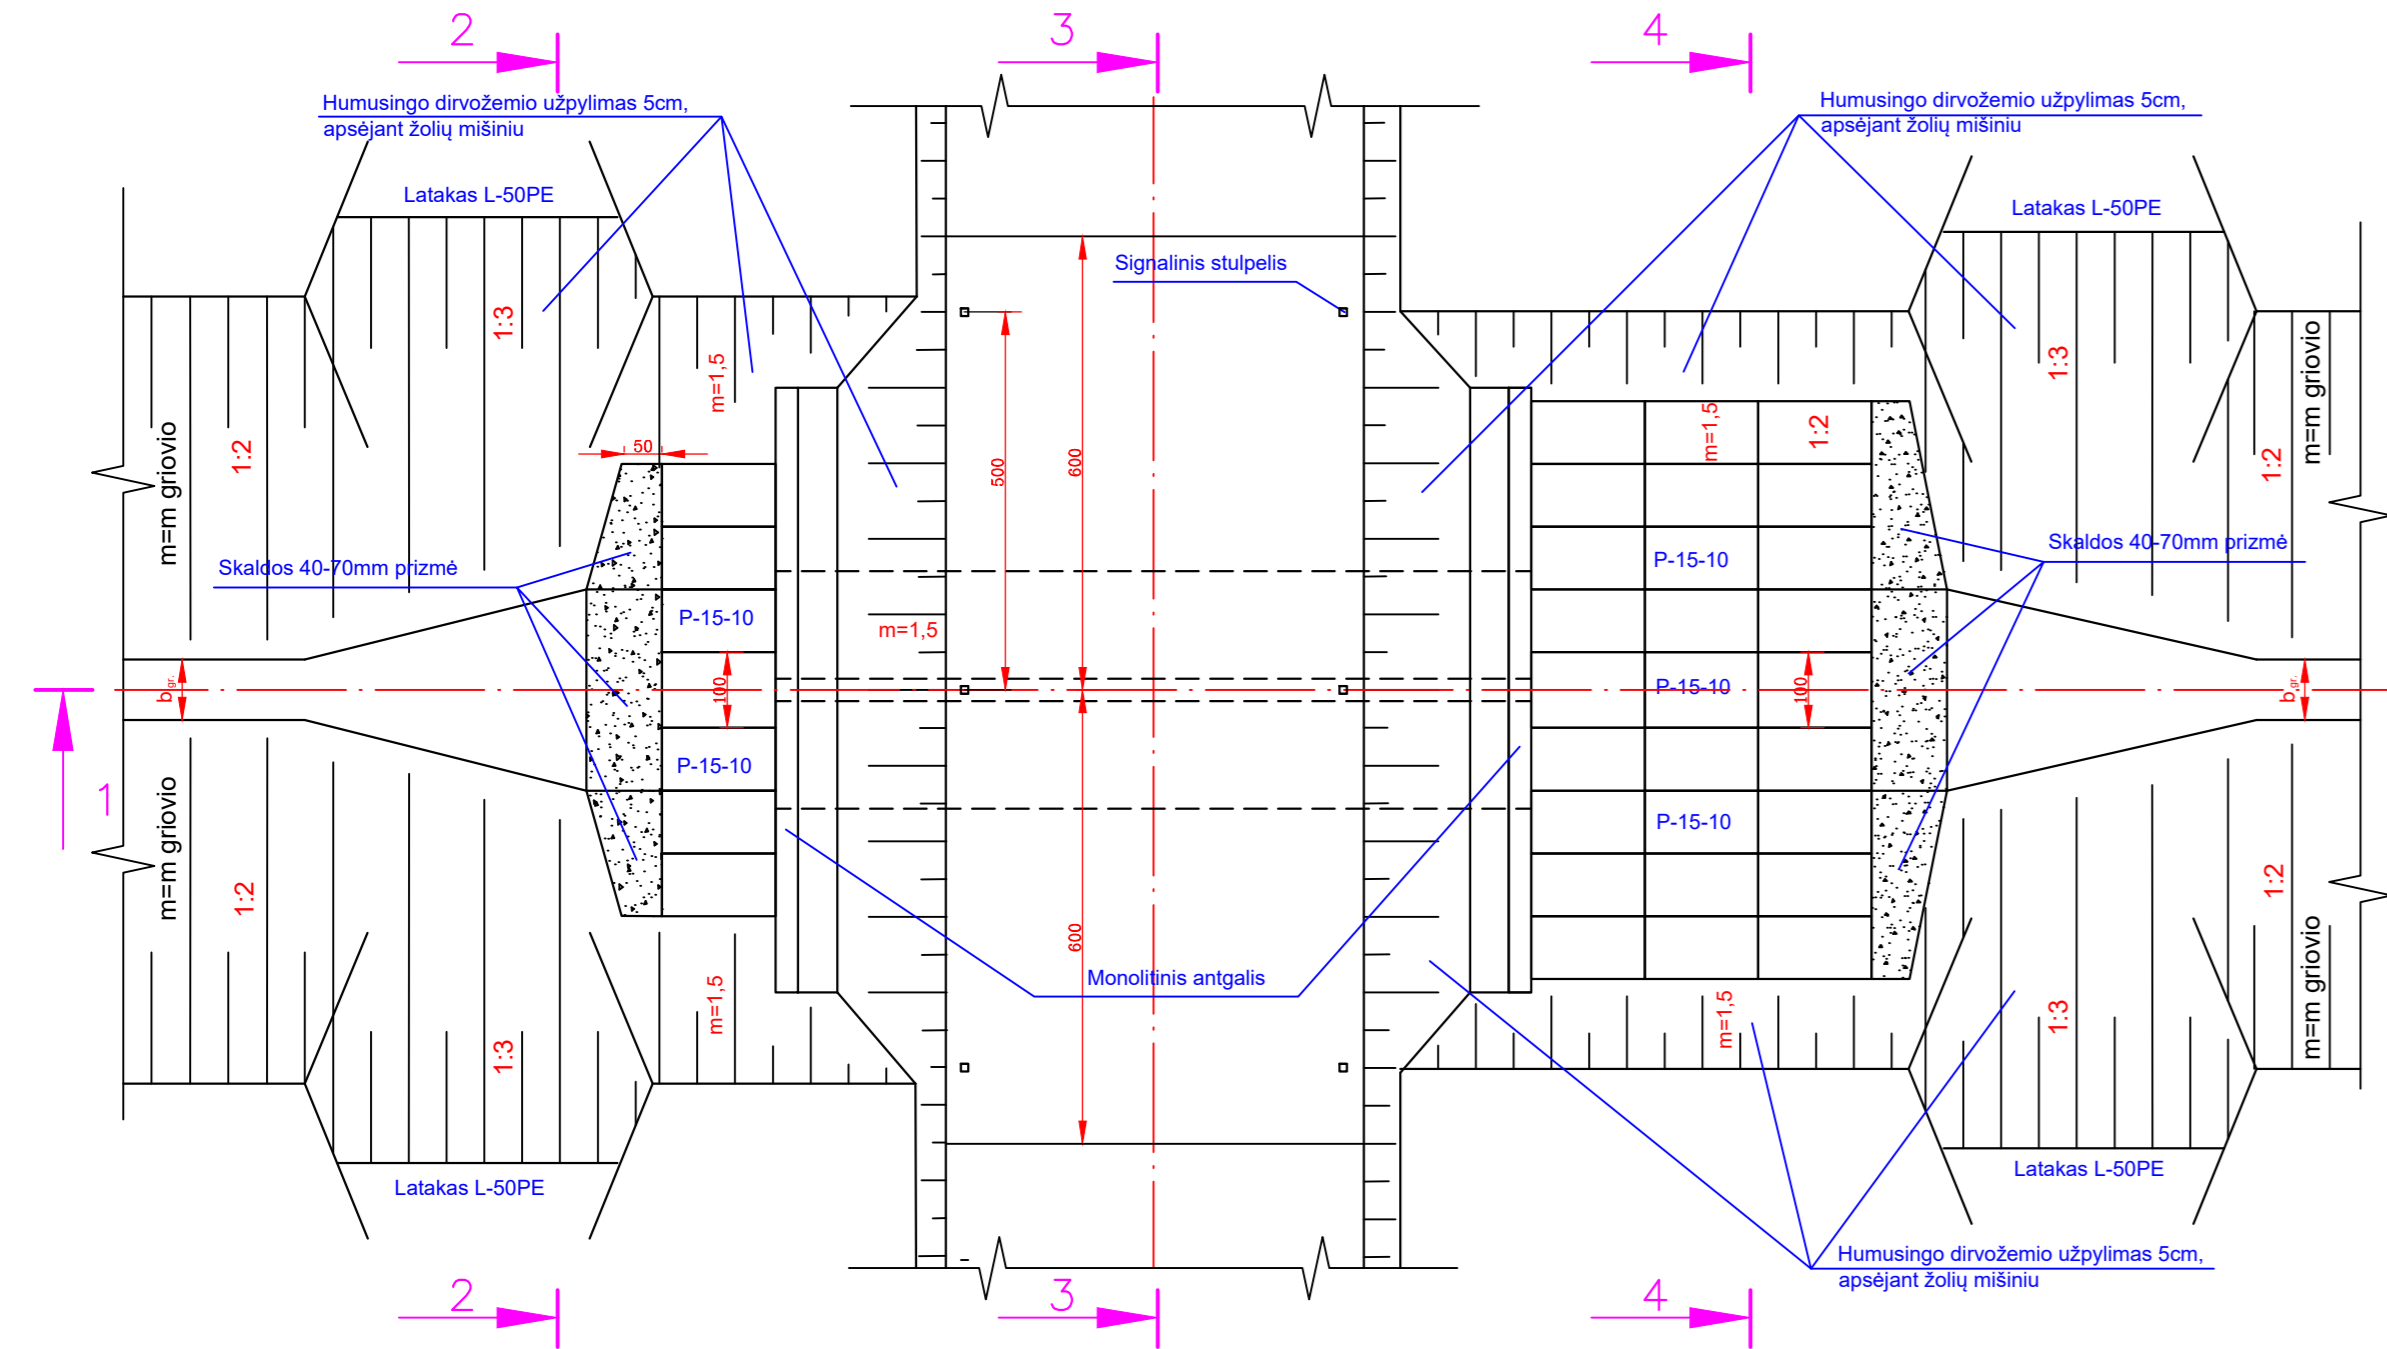 2
3
4
Humusingo dirvožemio užpylimas 5cm,
apsėjant žolių mišiniu
Humusingo dirvožemio užpylimas 5cm,
apsėjant žolių mišiniu
Latakas L-50PE
Latakas L-50PE
Signalinis stulpelis
1:3
1:3
m=1,5
m=1,5
1:2
m=m griovio
1:2
m=m griovio
1:2
50
500
600
Skaldos 40-70mm prizmė
Skaldos 40-70mm prizmė
P-15-10
P-15-10
m=1,5
b gr.
100
P-15-10
100
b gr.
1
P-15-10
P-15-10
m=m griovio
1:2
1:2
600
m=m griovio
Monolitinis antgalis
m=1,5
m=1,5
1:3
1:3
Latakas L-50PE
Latakas L-50PE
Humusingo dirvožemio užpylimas 5cm,
apsėjant žolių mišiniu
2
3
4